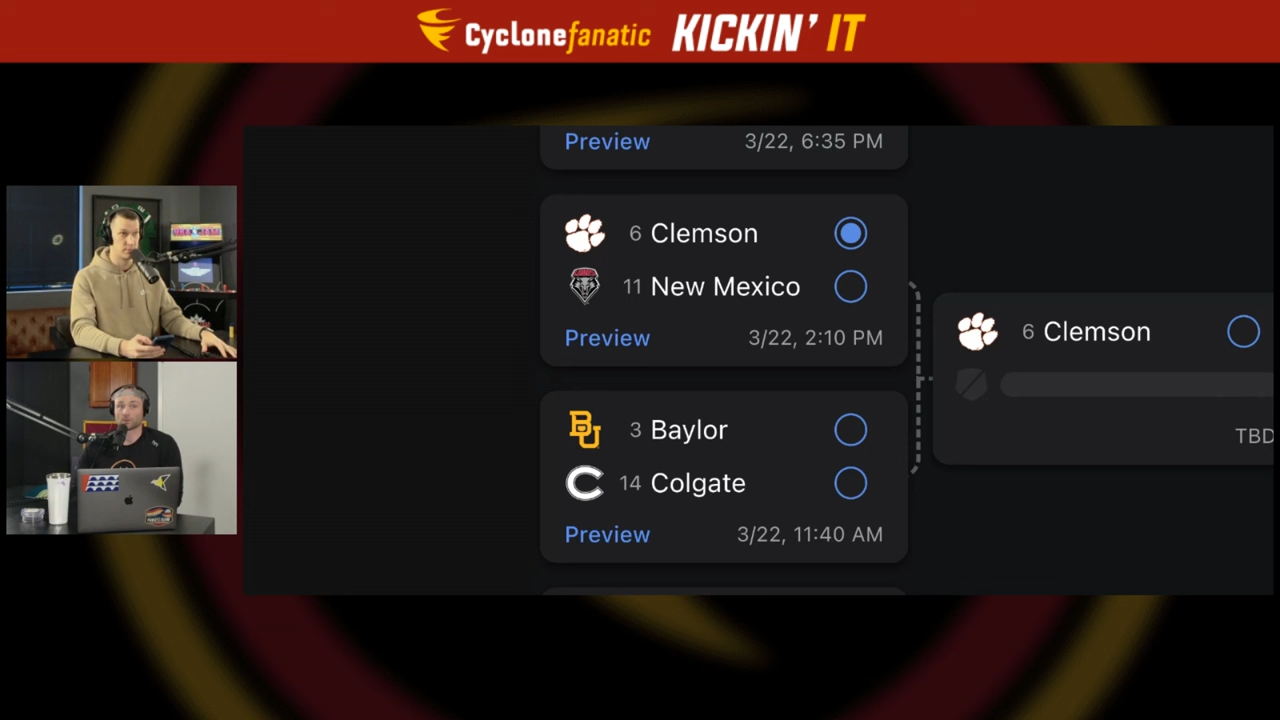 Cyclonefanatic KICKIN' IT
Preview 3/22, 6:35 PM
6 Clemson
11 New Mexico
Preview 3/22, 2:10 PM
3 Baylor
14 Colgate
Preview 3/22, 11:40 AM
6 Clemson
TBD